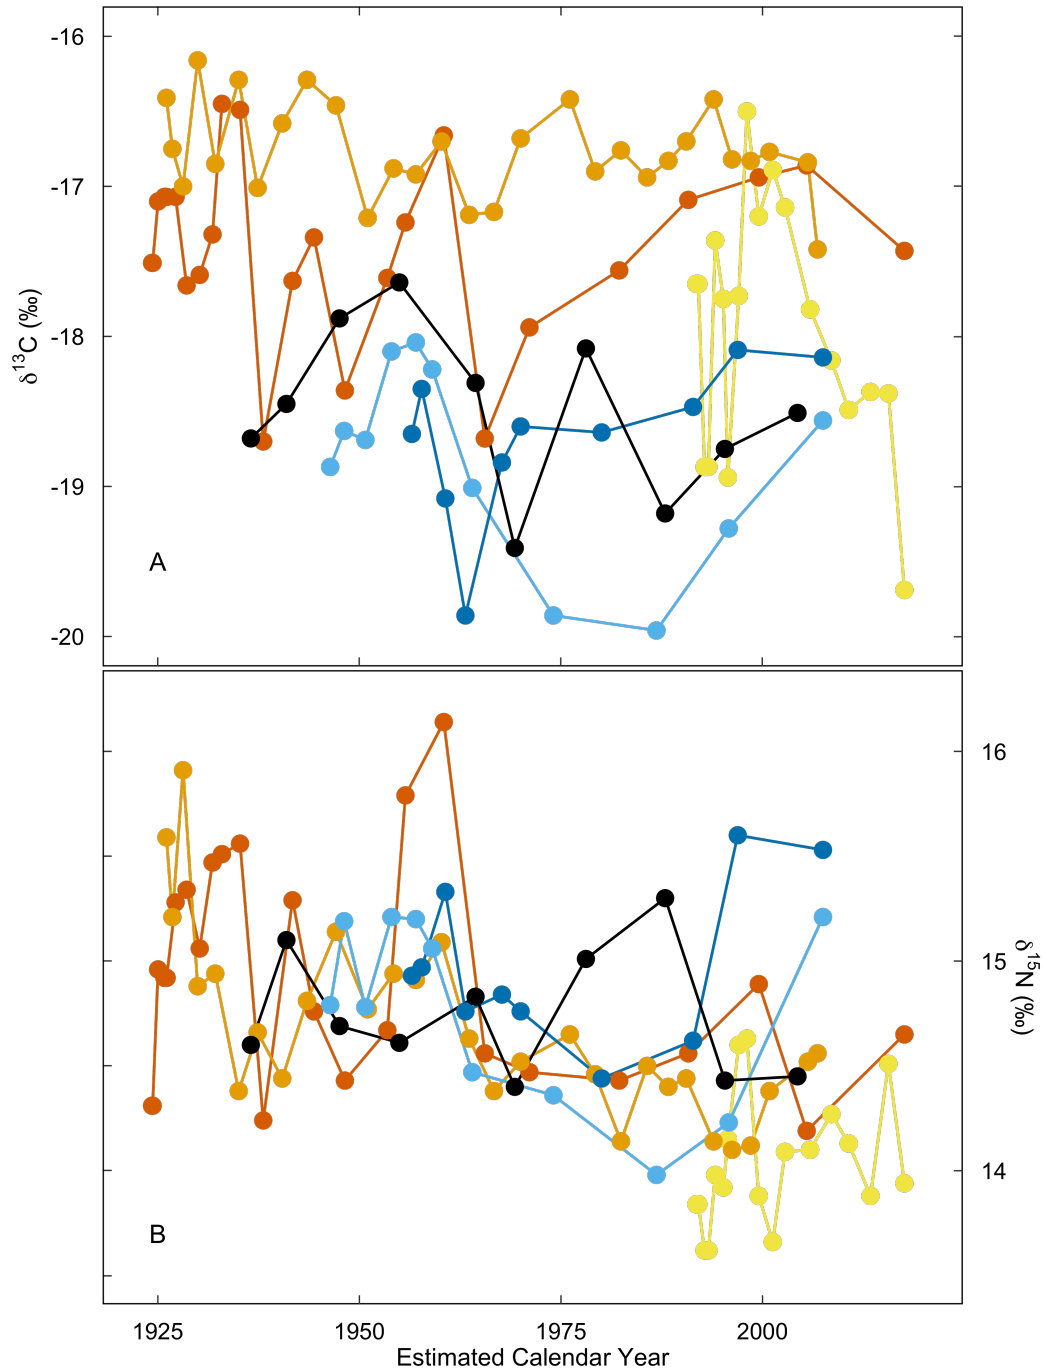 -16
-17
-18
-19
-20
δ¹³C (‰)
A
16
15
14
δ¹⁵N (‰)
B
1925 1950 1975 2000
Estimated Calendar Year